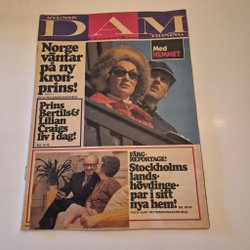 SVENSK
DAM
TIDNING
Med
HEMMET
Norge
väntar
på ny
kron-
prins!
Prins
Bertils &
Lilian
Craigs
liv i dag!
FÄRG-
REPORTAGE!
Stockholms
lands-
hövdinge-
par i sitt
nya hem!